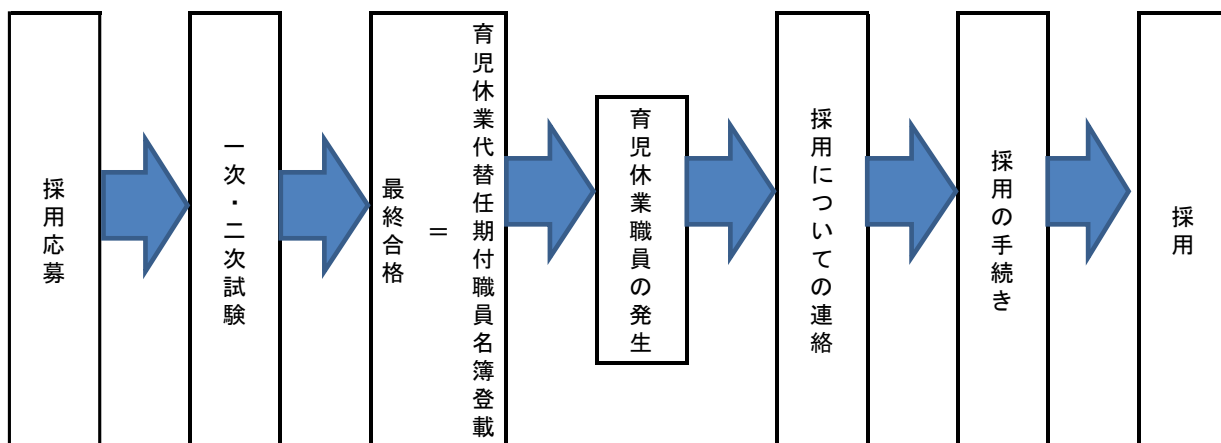 採用応募
一次・二次試験
最終合格
＝
育児休業代替任期付職員名簿登載
育児休業職員の発生
採用についての連絡
採用の手続き
採用